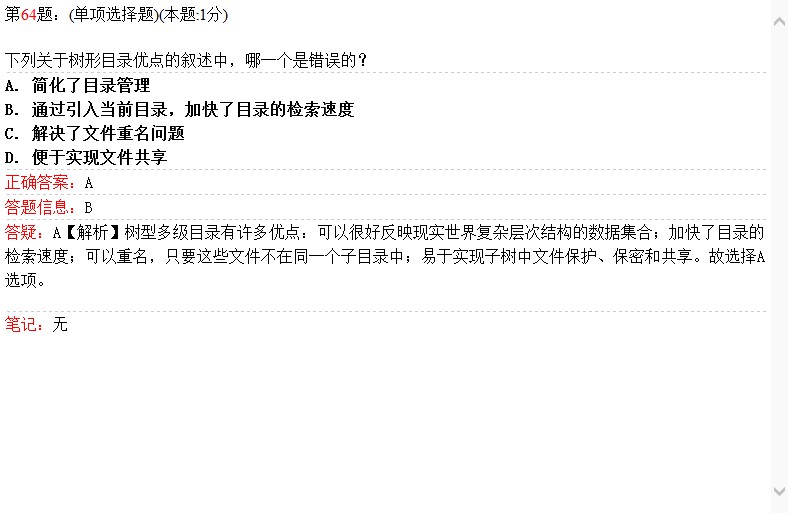 第64题: (单项选择题)(本题:1分)
下列关于树形目录优点的叙述中，哪一个是错误的？
A. 简化了目录管理
B. 通过引入当前目录，加快了目录的检索速度
C. 解决了文件重名问题
D. 便于实现文件共享
正确答案：A
答题信息：B
答疑：A【解析】树型多级目录有许多优点：可以很好反映现实世界复杂层次结构的数据集合；加快了目录的
检索速度；可以重名，只要这些文件不在同一个子目录中；易于实现子树中文件保护、保密和共享。故选择A
选项。
笔记：无